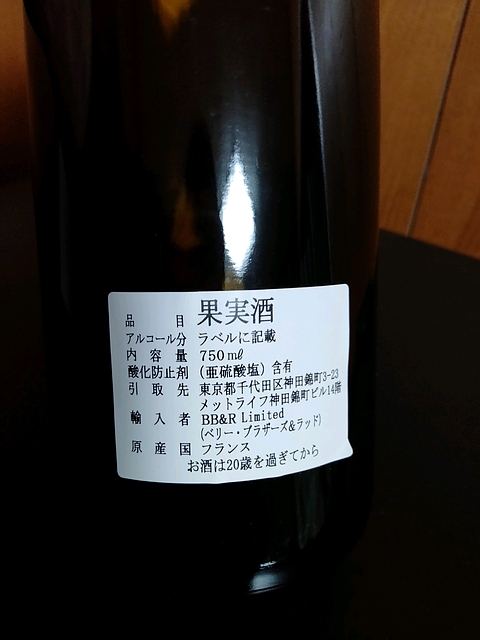 品 目 果実酒
アルコール分 ラベルに記載
内容量 750mℓ
酸化防止剤 (亜硫酸塩) 含有
引取先 東京都千代田区神田錦町3-23
メットライフ神田錦町ビル14階
輸入者 BB&R Limited
(ベリー・ブラザーズ&ラッド)
原産国 フランス
お酒は20歳を過ぎてから